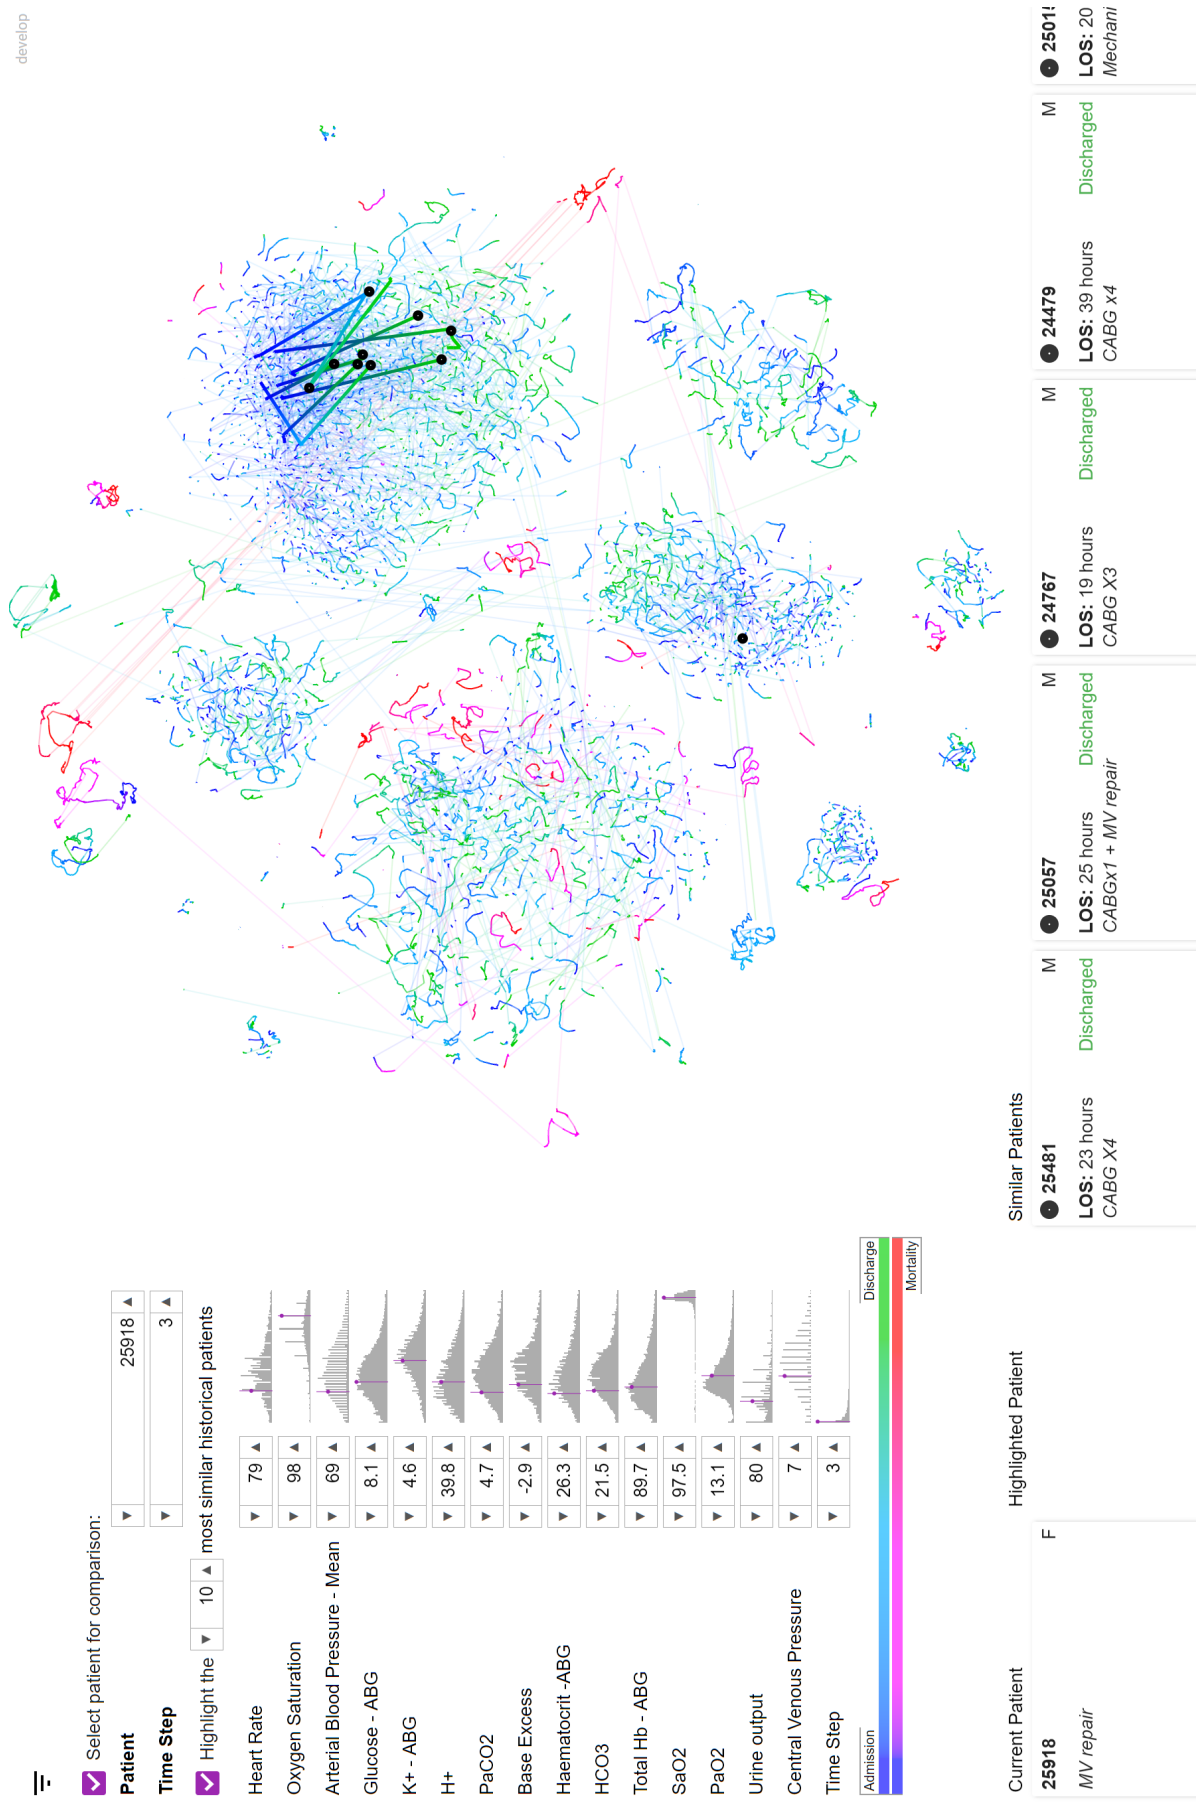 develop
Select patient for comparison:
Patient ▼ 25918 ▲
Time Step 3 ▲
Highlight the ▼ 10 ▲ most similar historical patients
Heart Rate ▼ 79 ▲
Oxygen Saturation ▼ 98 ▲
Arterial Blood Pressure - Mean ▼ 69 ▲
Glucose - ABG ▼ 8.1 ▲
K+ - ABG ▼ 4.6 ▲
H+ ▼ 39.8 ▲
PaCO2 ▼ 4.7 ▲
Base Excess ▼ -2.9 ▲
Haematocrit -ABG ▼ 26.3 ▲
HCO3 ▼ 21.5 ▲
Total Hb - ABG ▼ 89.7 ▲
SaO2 ▼ 97.5 ▲
PaO2 ▼ 13.1 ▲
Urine output ▼ 80 ▲
Central Venous Pressure ▼ 7 ▲
Time Step ▼ 3 ▲
Admission Discharge
Mortality
Current Patient
25918 F
MV repair
Highlighted Patient
Similar Patients
25481 M
LOS: 23 hours Discharged
CABG X4
25057 M
LOS: 25 hours Discharged
CABGx1 + MV repair
24767 M
LOS: 19 hours Discharged
CABG X3
24479 M
LOS: 39 hours Discharged
CABG x4
2501
LOS: 20
Mechani